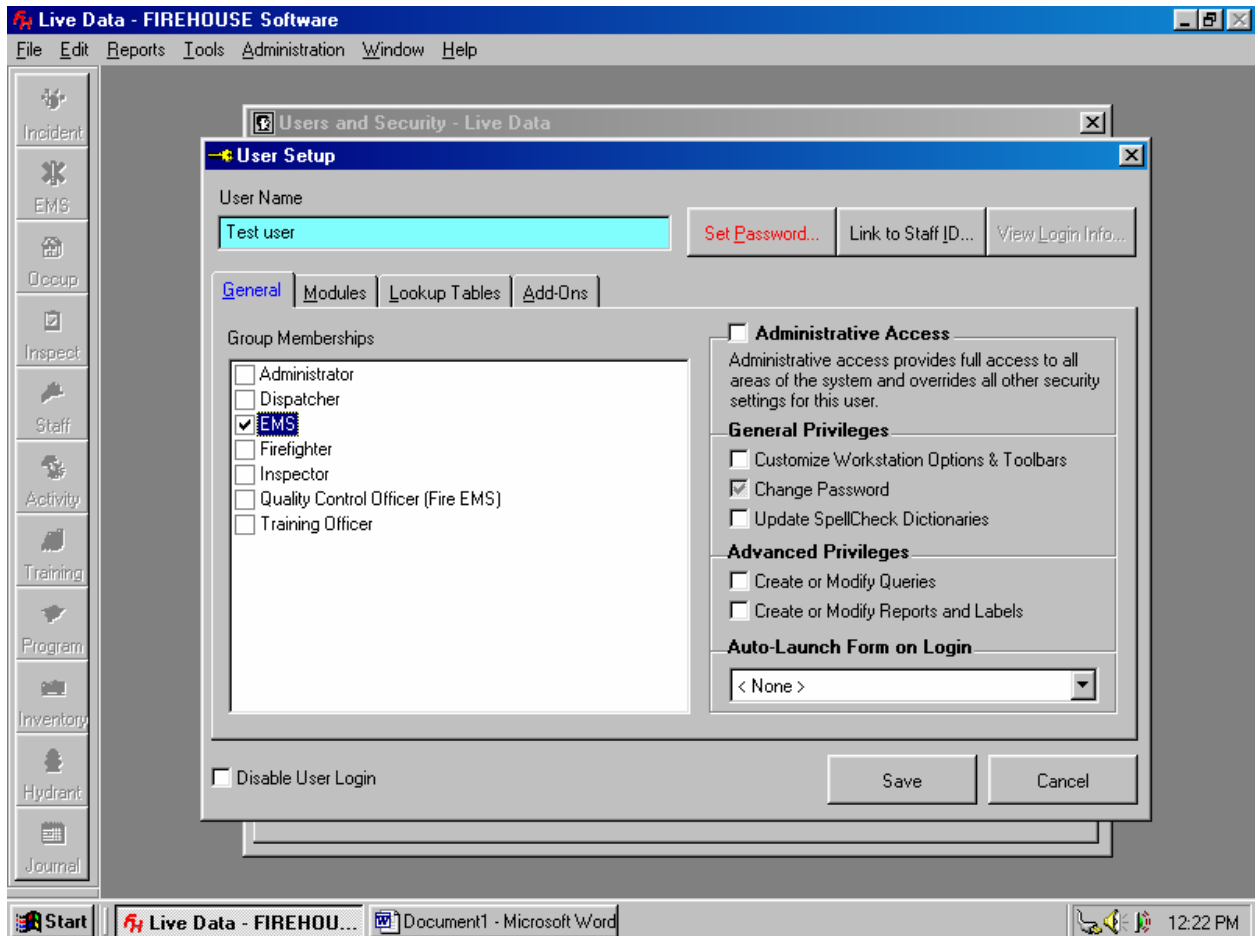 Live Data - FIREHOUSE Software
File Edit Reports Tools Administration Window Help
Incident
EMS
Occup
Inspect
Staff
Activity
Training
Program
Inventory
Hydrant
Journal
Users and Security - Live Data
User Setup
User Name
Test user
Set Password...
Link to Staff ID...
View Login Info...
General
Modules
Lookup Tables
Add-Ons
Group Memberships
Administrator
Dispatcher
EMS
Firefighter
Inspector
Quality Control Officer (Fire EMS)
Training Officer
Administrative Access
Administrative access provides full access to all
areas of the system and overrides all other security
settings for this user.
General Privileges
Customize Workstation Options & Toolbars
Change Password
Update SpellCheck Dictionaries
Advanced Privileges
Create or Modify Queries
Create or Modify Reports and Labels
Auto-Launch Form on Login
< None >
Disable User Login
Save
Cancel
Start
Live Data - FIREHOU...
Document1 - Microsoft Word
12:22 PM